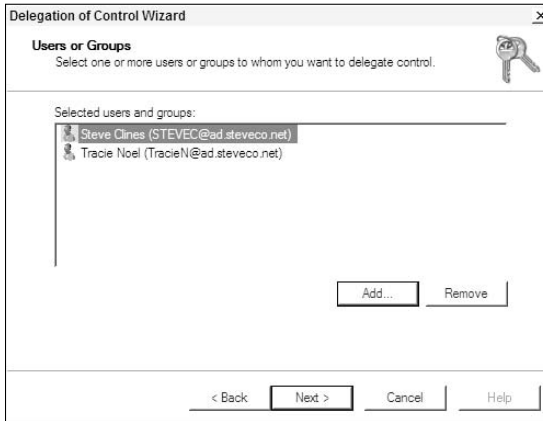 Delegation of Control Wizard
Users or Groups
Select one or more users or groups to whom you want to delegate control.
Selected users and groups:
Steve Clines (STEVEC@ad.steveco.net)
Tracie Noel (TracieN@ad.steveco.net)
Add...
Remove
< Back
Next >
Cancel
Help